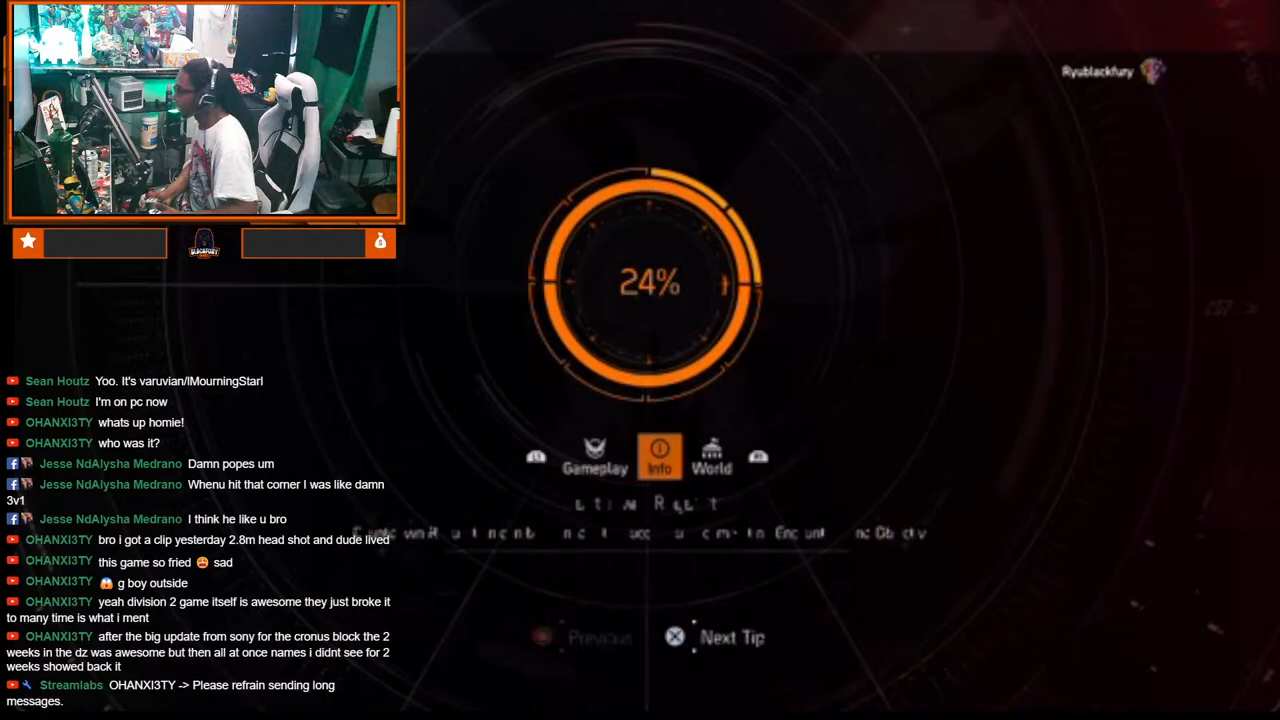 Ryublackfury
24%
Gameplay
Info
World
Previous
Next Tip
BLACKFURY
Sean Houtz Yoo. It's varuvian/lMourningStarl
Sean Houtz I'm on pc now
OHANXI3TY whats up homie!
OHANXI3TY who was it?
Jesse NdAlysha Medrano Damn popes um
Jesse NdAlysha Medrano Whenu hit that corner I was like damn
3v1
Jesse NdAlysha Medrano I think he like u bro
OHANXI3TY bro i got a clip yesterday 2.8m head shot and dude lived
OHANXI3TY this game so fried 😩 sad
OHANXI3TY 😱 g boy outside
OHANXI3TY yeah division 2 game itself is awesome they just broke it
to many time is what i ment
OHANXI3TY after the big update from sony for the cronus block the 2
weeks in the dz was awesome but then all at once names i didnt see for 2
weeks showed back it
Streamlabs OHANXI3TY -> Please refrain sending long
messages.